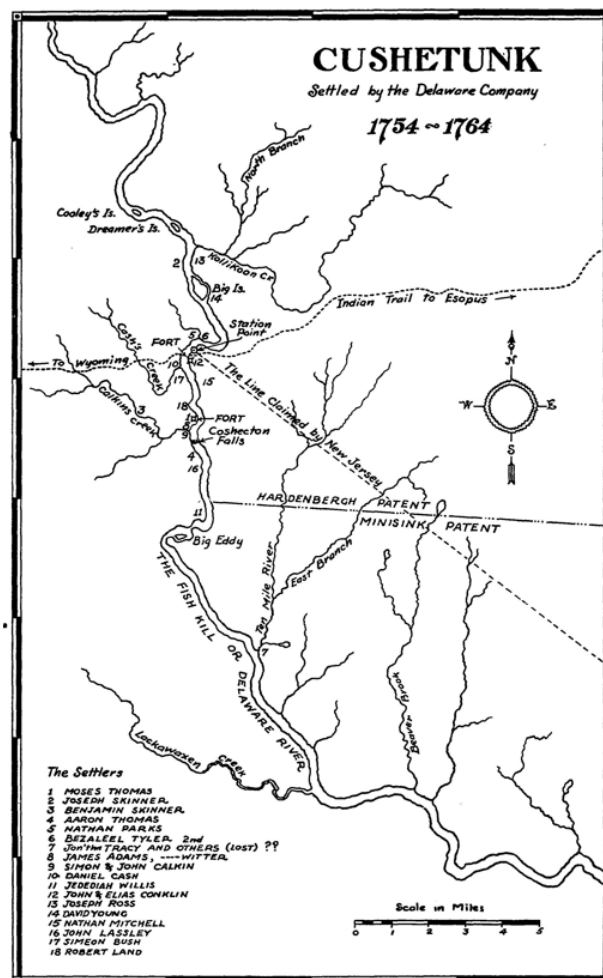 CUSHETUNK
Settled by the Delaware Company
1754 ~ 1764
North Branch
Cooley's Is.
Dreamer's Is.
Kollikoon Cr
2
13
Big Is.
14
Indian Trail to Esopus
Station
Point
5
6
FORT
12
To Wyoming
10
Cash's
Creek
17
15
The Line Claimed by New Jersey
N
W
E
S
Calkins Creek
3
18
1
FORT
8
9
Coshecton
Falls
4
16
11
HARDENBERGH PATENT
MINISINK PATENT
Big Eddy
East Branch
Ten Mile River
7
THE FISH KILL OR DELAWARE RIVER
Beaver Brook
Lackawaxen
Creek
The Settlers
1 MOSES THOMAS
2 JOSEPH SKINNER
3 BENJAMIN SKINNER
4 AARON THOMAS
5 NATHAN PARKS
6 BEZALEEL TYLER 2nd
7 Jon'thn TRACY AND OTHERS (LOST) ??
8 JAMES ADAMS, ----WITTER
9 SIMON & JOHN CALKIN
10 DANIEL CASH
11 JEDEDIAH WILLIS
12 JOHN & ELIAS CONKLIN
13 JOSEPH ROSS
14 DAVID YOUNG
15 NATHAN MITCHELL
16 JOHN LASSLEY
17 SIMEON BUSH
18 ROBERT LAND
Scale in Miles
0 1 2 3 4 5